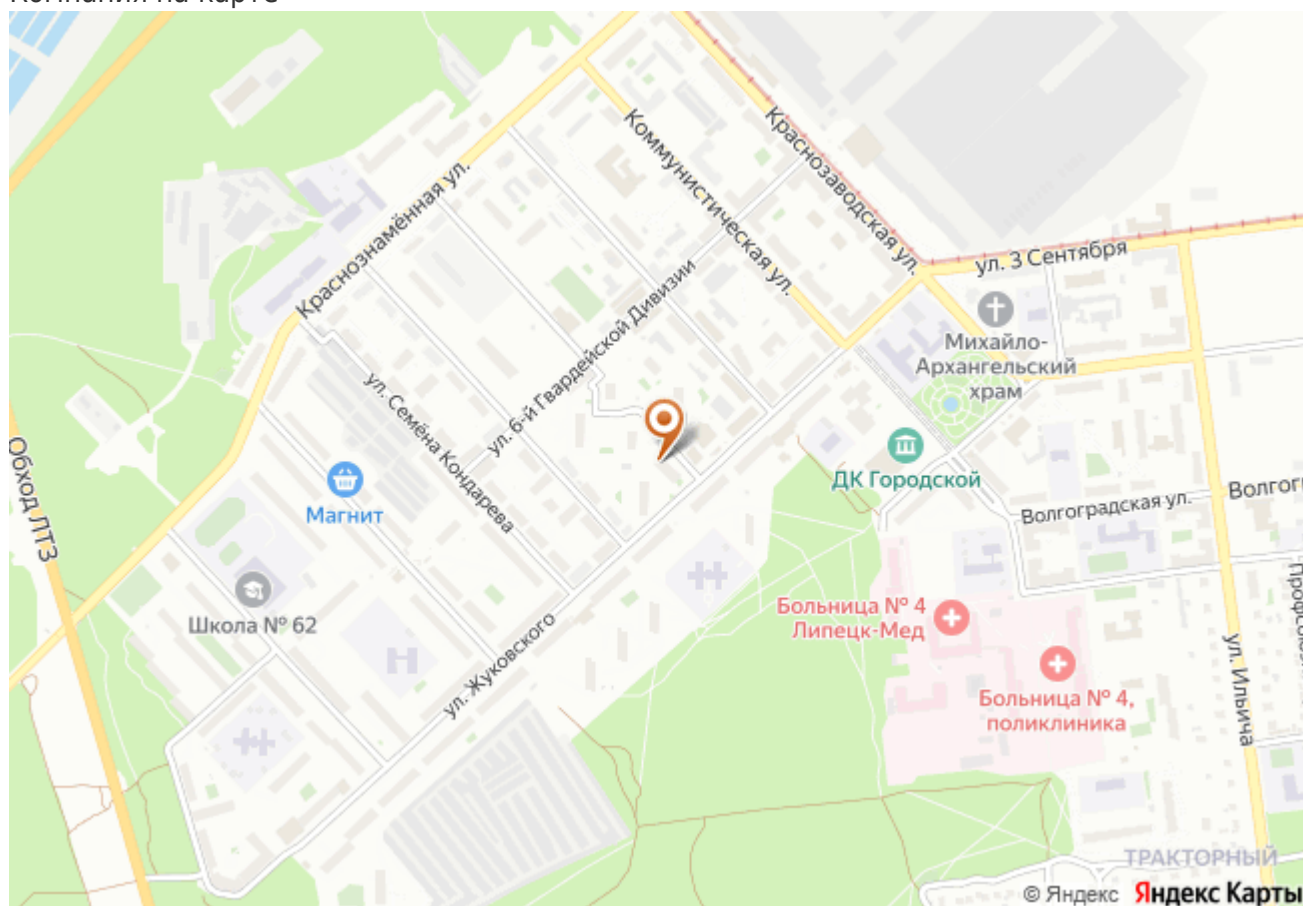 Краснозаводская ул.
Коммунистическая ул.
Краснознамённая ул.
ул. 3 Сентября
ул. 6-й Гвардейской Дивизии
Михайло-
Архангельский
храм
ул. Семёна Кондарева
ДК Городской
Обход ЛТЗ
Магнит
Волгоградская ул.
Школа № 62
Больница № 4
Липецк-Мед
ул. Жуковского
Больница № 4,
поликлиника
ул. Ильича
ТРАКТОРНЫЙ
© Яндекс Яндекс Карты